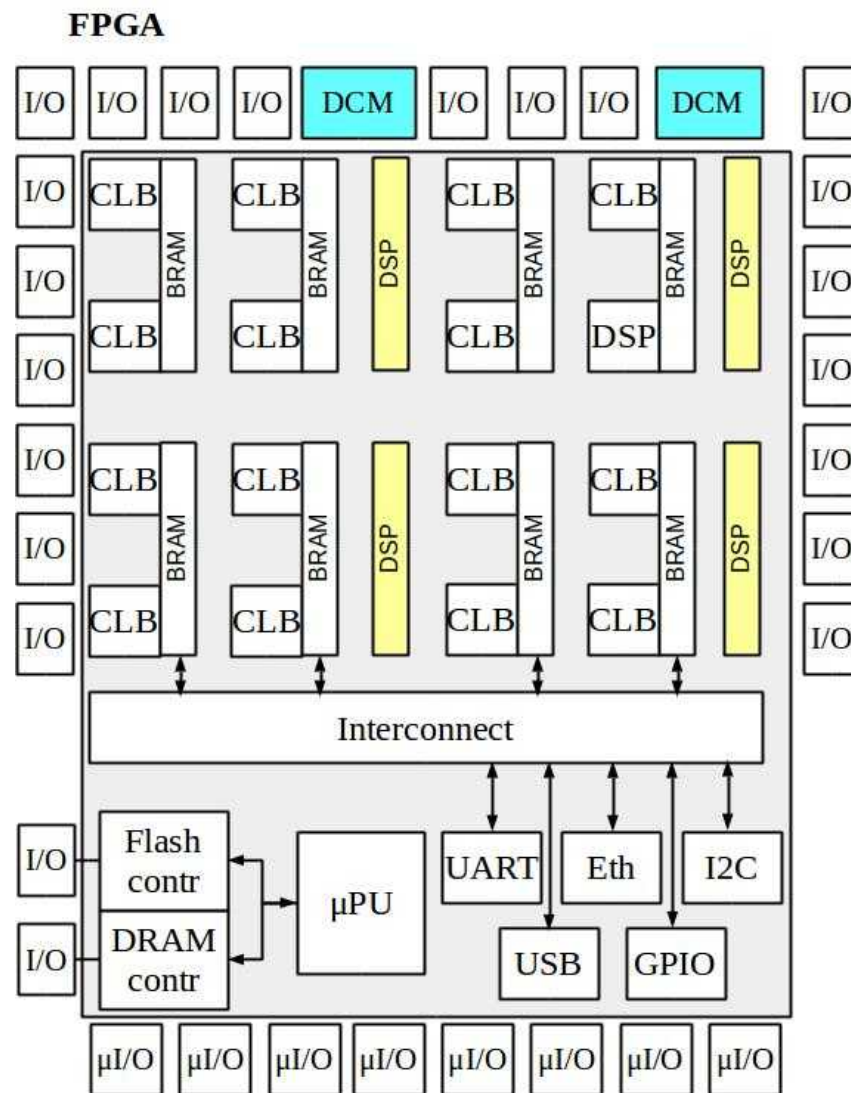 FPGA
I/O I/O I/O I/O DCM I/O I/O I/O DCM I/O
I/O CLB BRAM CLB BRAM DSP CLB BRAM CLB BRAM DSP I/O
I/O I/O
I/O CLB CLB CLB DSP I/O
I/O CLB BRAM CLB BRAM DSP CLB BRAM CLB BRAM DSP I/O
I/O I/O
I/O CLB CLB CLB CLB I/O
Interconnect
I/O Flash contr μPU UART Eth I2C
I/O DRAM contr USB GPIO
μI/O μI/O μI/O μI/O μI/O μI/O μI/O μI/O